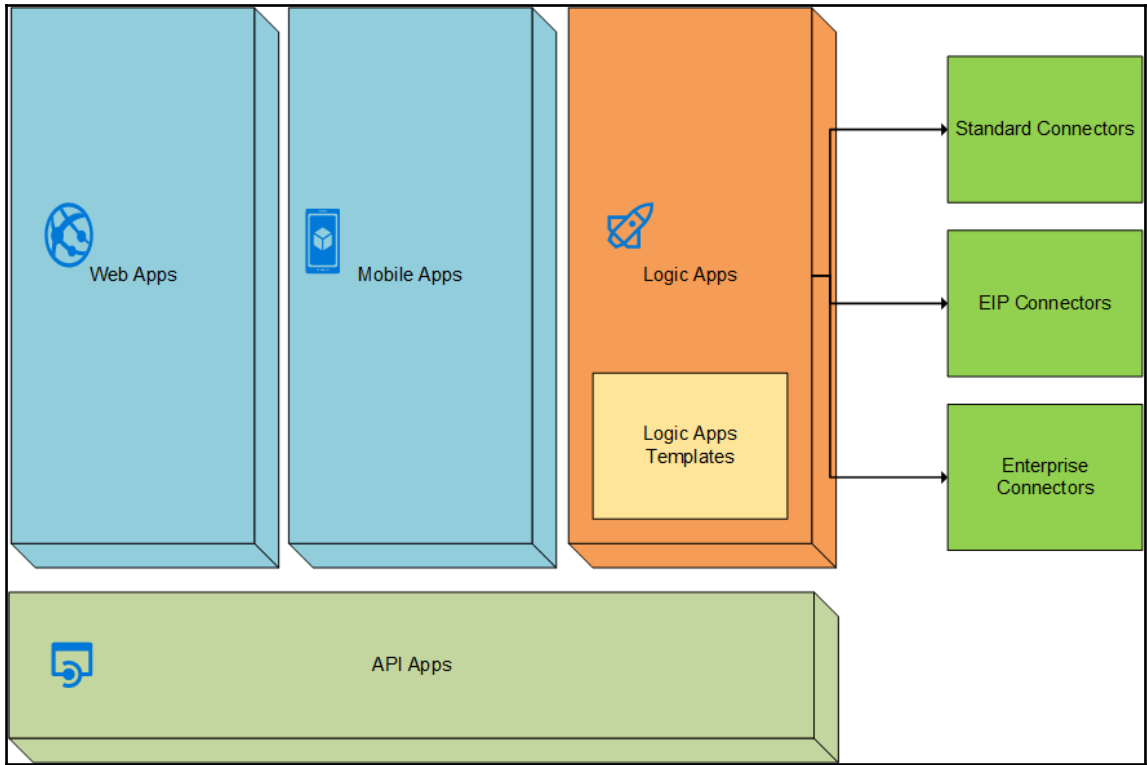 Web Apps
Mobile Apps
Logic Apps
Logic Apps
Templates
Standard Connectors
EIP Connectors
Enterprise
Connectors
API Apps